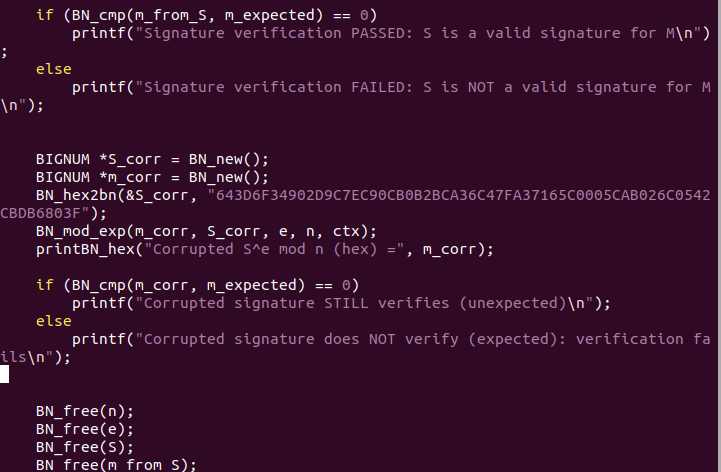 if (BN_cmp(m_from_S, m_expected) == 0)
        printf("Signature verification PASSED: S is a valid signature for M\n")
;
    else
        printf("Signature verification FAILED: S is NOT a valid signature for M
\n");
    BIGNUM *S_corr = BN_new();
    BIGNUM *m_corr = BN_new();
    BN_hex2bn(&S_corr, "643D6F34902D9C7EC90CB0B2BCA36C47FA37165C0005CAB026C0542
CBDB6803F");
    BN_mod_exp(m_corr, S_corr, e, n, ctx);
    printBN_hex("Corrupted S^e mod n (hex) =", m_corr);
    if (BN_cmp(m_corr, m_expected) == 0)
        printf("Corrupted signature STILL verifies (unexpected)\n");
    else
        printf("Corrupted signature does NOT verify (expected): verification fa
ils\n");
    BN_free(n);
    BN_free(e);
    BN_free(S);
    BN_free(m_from_S);